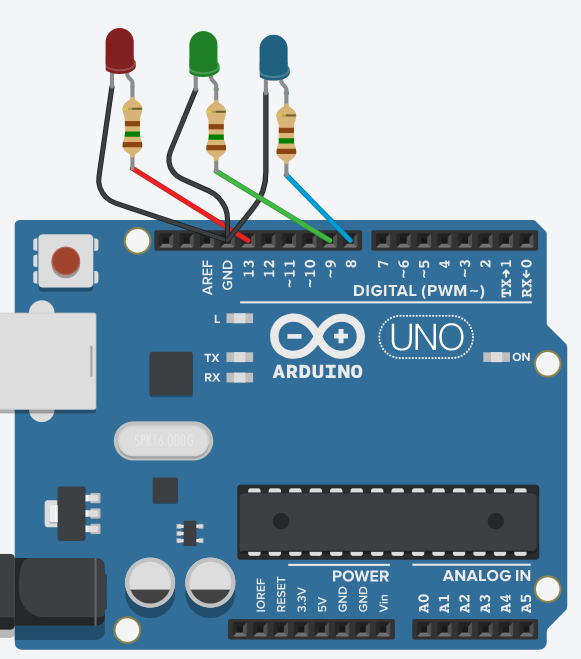 AREF
GND
13
12
~11
~10
~9
8
7
~6
~5
4
~3
2
TX→1
RX←0
DIGITAL (PWM~)
L
TX
RX
ARDUINO
UNO
ON
SPK16.000G
POWER
ANALOG IN
IOREF
RESET
3.3V
5V
GND
GND
Vin
A0
A1
A2
A3
A4
A5